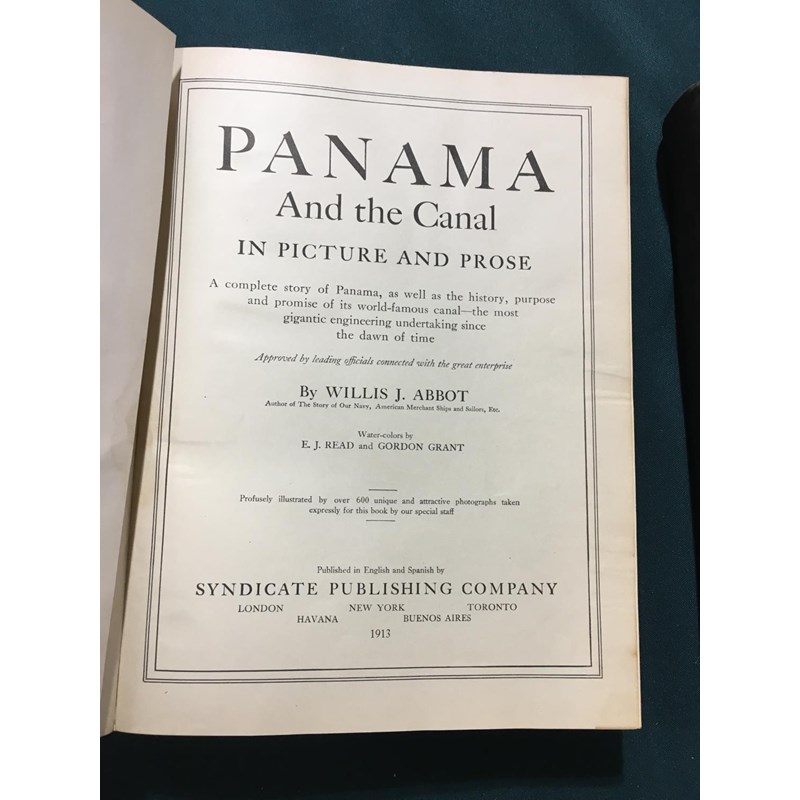 PANAMA
And the Canal
IN PICTURE AND PROSE
A complete story of Panama, as well as the history, purpose
and promise of its world-famous canal—the most
gigantic engineering undertaking since
the dawn of time
Approved by leading officials connected with the great enterprise
By WILLIS J. ABBOT
Author of The Story of Our Navy, American Merchant Ships and Sailors, Etc.
Water-colors by
E. J. READ and GORDON GRANT
Profusely illustrated by over 600 unique and attractive photographs taken
expressly for this book by our special staff
Published in English and Spanish by
SYNDICATE PUBLISHING COMPANY
LONDON NEW YORK TORONTO
HAVANA BUENOS AIRES
1913